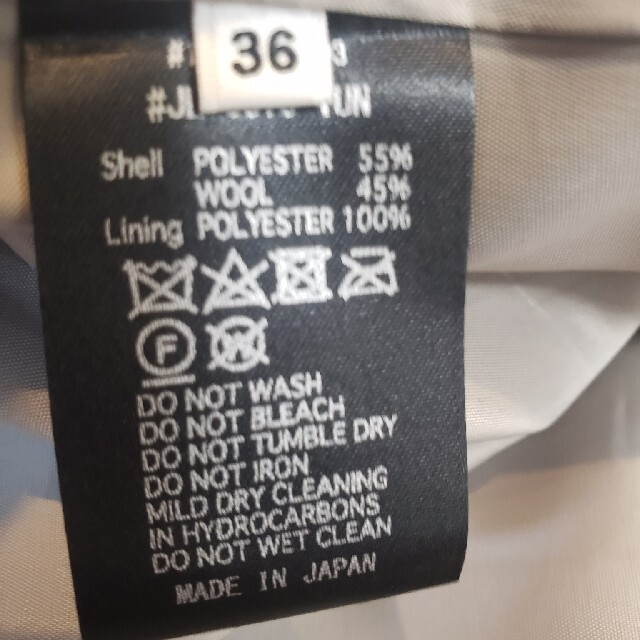 36
Shell POLYESTER 55%
WOOL 45%
Lining POLYESTER 100%
F
W
DO NOT WASH
DO NOT BLEACH
DO NOT TUMBLE DRY
DO NOT IRON
MILD DRY CLEANING
IN HYDROCARBONS
DO NOT WET CLEAN
MADE IN JAPAN